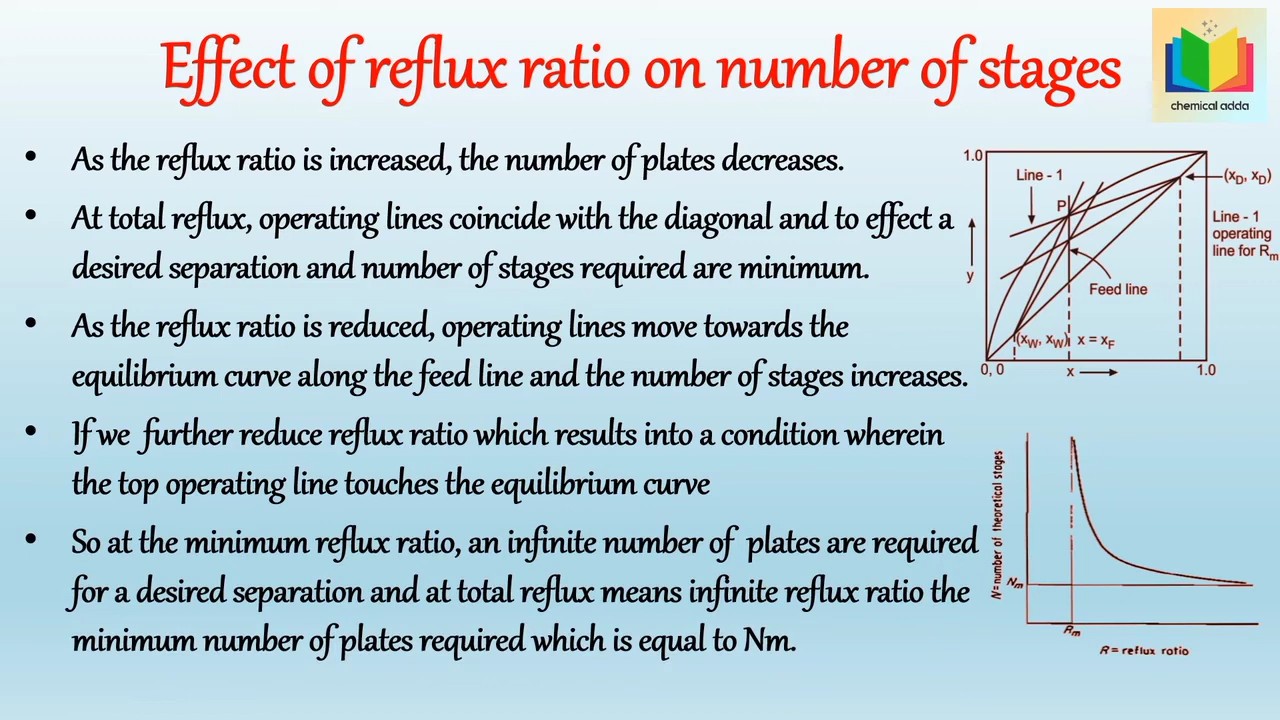 Effect of reflux ratio on number of stages
chemical adda
• As the reflux ratio is increased, the number of plates decreases.
• At total reflux, operating lines coincide with the diagonal and to effect a
desired separation and number of stages required are minimum.
• As the reflux ratio is reduced, operating lines move towards the
equilibrium curve along the feed line and the number of stages increases.
• If we further reduce reflux ratio which results into a condition wherein
the top operating line touches the equilibrium curve
• So at the minimum reflux ratio, an infinite number of plates are required
for a desired separation and at total reflux means infinite reflux ratio the
minimum number of plates required which is equal to Nm.
1.0
Line - 1
(xD, xD)
P
Line - 1
operating
line for Rm
y
Feed line
(xW, xW)
x = xF
0, 0
x
1.0
N = number of theoretical stages
Nm
Rm
R = reflux ratio